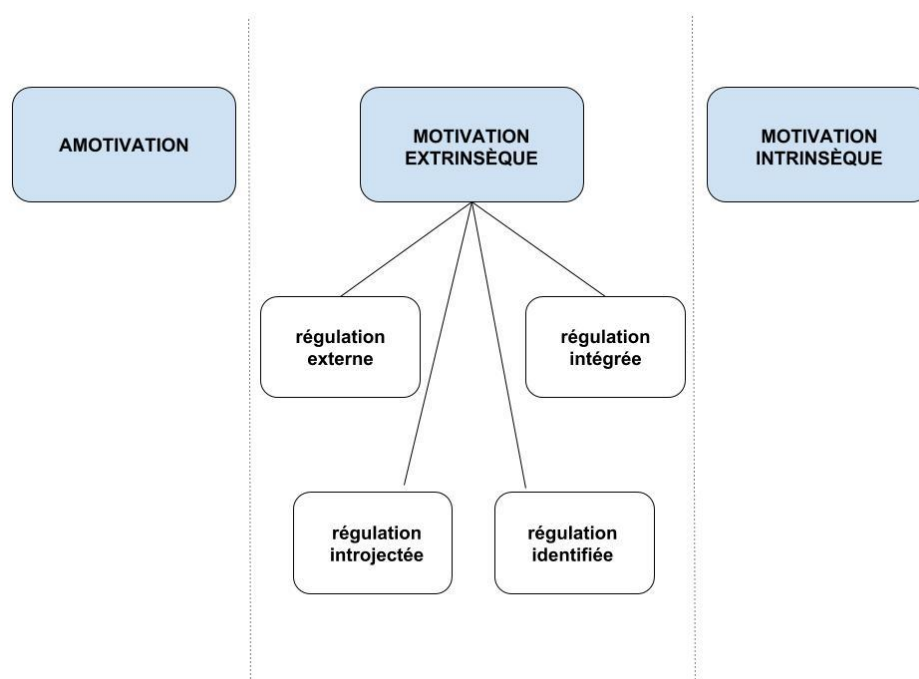 AMOTIVATION
MOTIVATION
EXTRINSÈQUE
MOTIVATION
INTRINSÈQUE
régulation
externe
régulation
intégrée
régulation
introjectée
régulation
identifiée